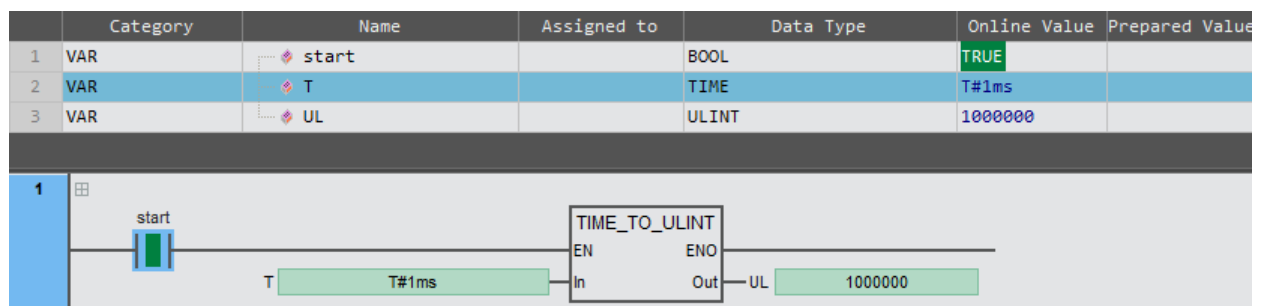 Category Name Assigned to Data Type Online Value Prepared Value
1 VAR start BOOL TRUE
2 VAR T TIME T#1ms
3 VAR UL ULINT 1000000
1
start
TIME_TO_ULINT
EN ENO
T T#1ms In Out UL 1000000